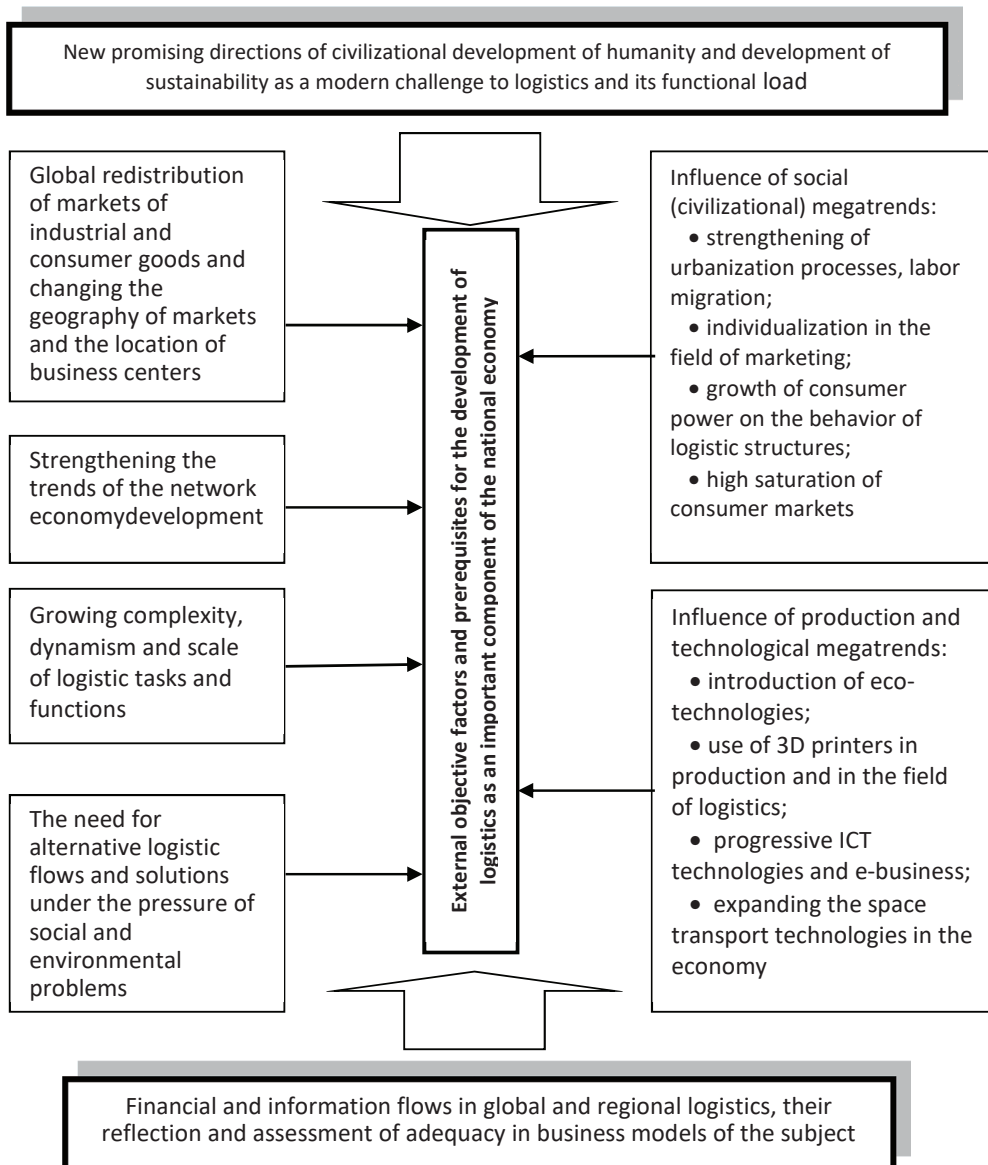 New promising directions of civilizational development of humanity and development of
sustainability as a modern challenge to logistics and its functional load
Global redistribution
of markets of
industrial and
consumer goods and
changing the
geography of markets
and the location of
business centers
Strengthening the
trends of the network
economydevelopment
Growing complexity,
dynamism and scale
of logistic tasks and
functions
The need for
alternative logistic
flows and solutions
under the pressure of
social and
environmental
problems
External objective factors and prerequisites for the development of
logistics as an important component of the national economy
Influence of social
(civilizational) megatrends:
• strengthening of
urbanization processes, labor
migration;
• individualization in the
field of marketing;
• growth of consumer
power on the behavior of
logistic structures;
• high saturation of
consumer markets
Influence of production and
technological megatrends:
• introduction of eco-
technologies;
• use of 3D printers in
production and in the field
of logistics;
• progressive ICT
technologies and e-business;
• expanding the space
transport technologies in the
economy
Financial and information flows in global and regional logistics, their
reflection and assessment of adequacy in business models of the subject